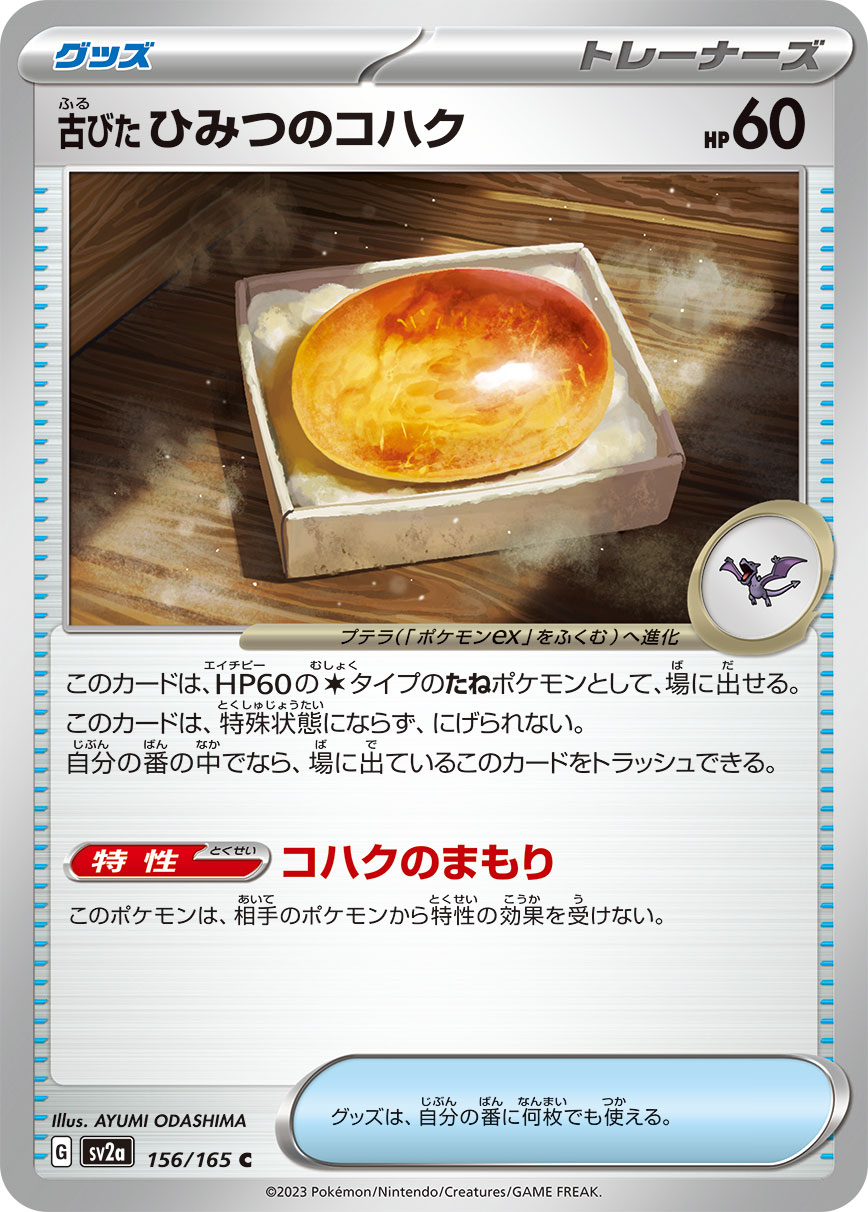 グッズ
トレーナーズ
ふる
古びた ひみつのコハク
HP60
プテラ(「ポケモンex」をふくむ)へ進化
エイチピー むしょく ば だ
このカードは、HP60の タイプのたねポケモンとして、場に出せる。
とくしゅじょうたい
このカードは、特殊状態にならず、にげられない。
じぶん ばん なか ば で
自分の番の中でなら、場に出ているこのカードをトラッシュできる。
特性 とくせい コハクのまもり
あいて とくせい こうか う
このポケモンは、相手のポケモンから特性の効果を受けない。
じぶん ばん なんまい つか
グッズは、自分の番に何枚でも使える。
Illus. AYUMI ODASHIMA
G sv2a 156/165 C
©2023 Pokémon/Nintendo/Creatures/GAME FREAK.